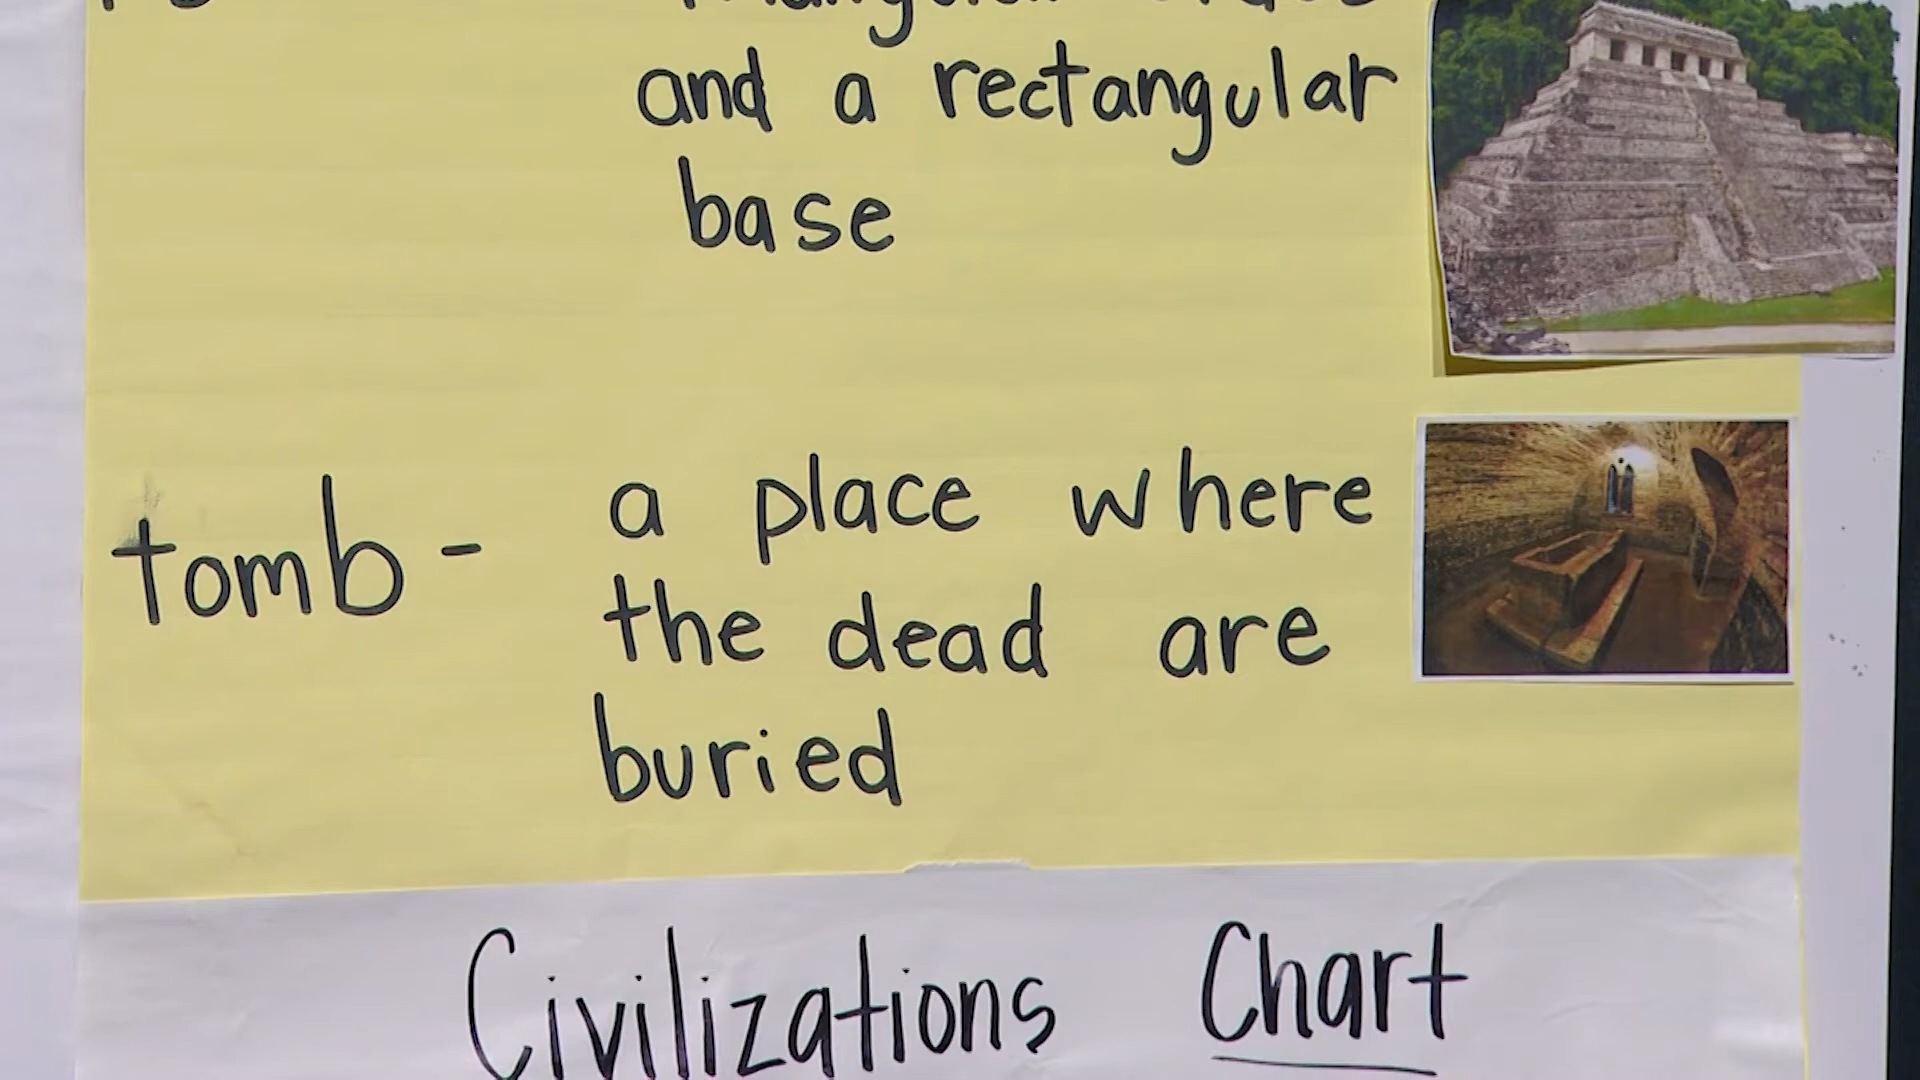 and a rectangular
base
tomb - a place where
the dead are
buried
Civilizations Chart